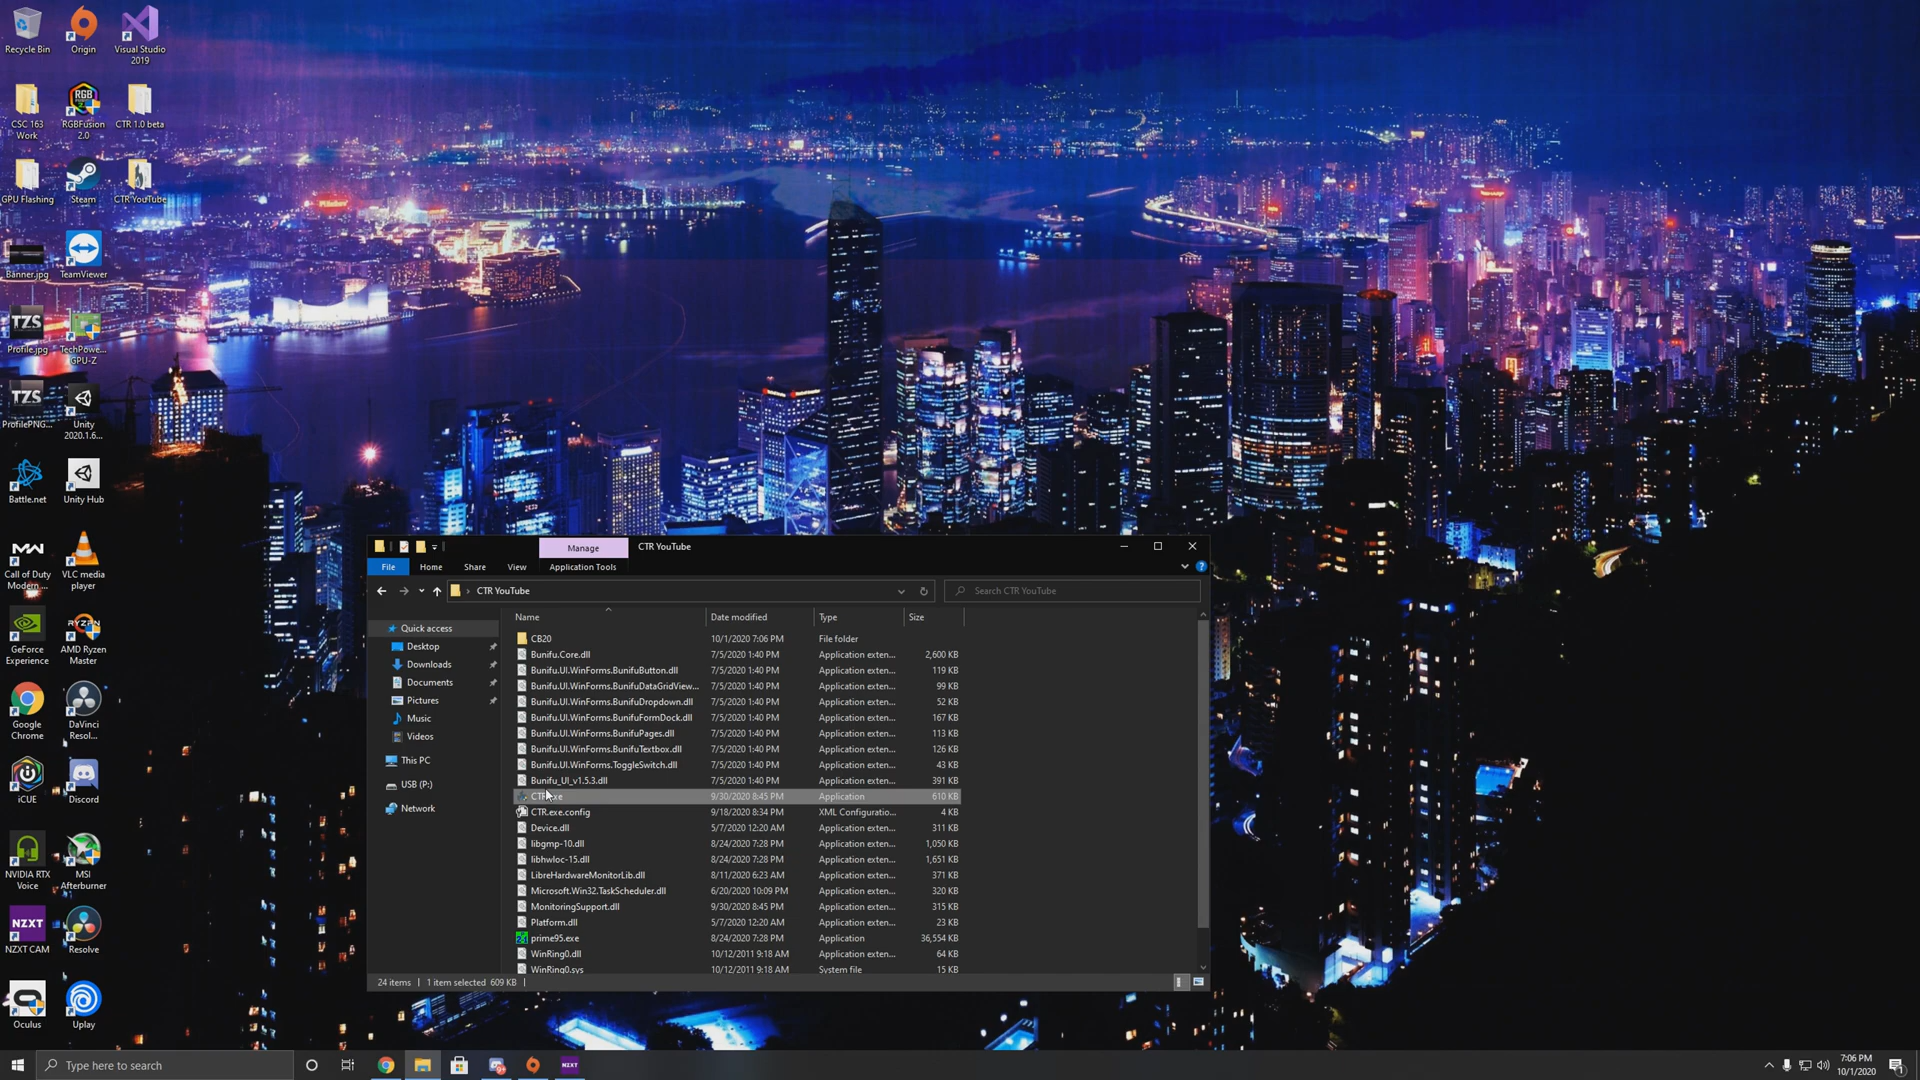 Recycle Bin
Origin
Visual Studio
2019
CSC 163
Work
RGB
RGBFusion
2.0
CTR 1.0 beta
GPU Flashing
Steam
CTR YouTube
Banner.jpg
TeamViewer
TZS
Profile.jpg
TechPowe...
GPU-Z
TZS
ProfilePNG...
Unity
2020.1.6...
Battle.net
Unity Hub
MW
Call of Duty
Modern ...
VLC media
player
GeForce
Experience
RYZEN
AMD Ryzen
Master
Google
Chrome
DaVinci
Resol...
iCUE
Discord
NVIDIA RTX
Voice
MSI
Afterburner
NZXT
NZXT CAM
Resolve
Oculus
Uplay
Manage
CTR YouTube
File
Home
Share
View
Application Tools
CTR YouTube
Search CTR YouTube
Quick access
Desktop
Downloads
Documents
Pictures
Music
Videos
This PC
USB (P:)
Network
Name Date modified Type Size
CB20 10/1/2020 7:06 PM File folder
Bunifu.Core.dll 7/5/2020 1:40 PM Application exten... 2,600 KB
Bunifu.UI.WinForms.BunifuButton.dll 7/5/2020 1:40 PM Application exten... 119 KB
Bunifu.UI.WinForms.BunifuDataGridView... 7/5/2020 1:40 PM Application exten... 99 KB
Bunifu.UI.WinForms.BunifuDropdown.dll 7/5/2020 1:40 PM Application exten... 52 KB
Bunifu.UI.WinForms.BunifuFormDock.dll 7/5/2020 1:40 PM Application exten... 167 KB
Bunifu.UI.WinForms.BunifuPages.dll 7/5/2020 1:40 PM Application exten... 113 KB
Bunifu.UI.WinForms.BunifuTextbox.dll 7/5/2020 1:40 PM Application exten... 126 KB
Bunifu.UI.WinForms.ToggleSwitch.dll 7/5/2020 1:40 PM Application exten... 43 KB
Bunifu_UI_v1.5.3.dll 7/5/2020 1:40 PM Application exten... 391 KB
CTR.exe 9/30/2020 8:45 PM Application 610 KB
CTR.exe.config 9/18/2020 8:34 PM XML Configuratio... 4 KB
Device.dll 5/7/2020 12:20 AM Application exten... 311 KB
libgmp-10.dll 8/24/2020 7:28 PM Application exten... 1,050 KB
libhwloc-15.dll 8/24/2020 7:28 PM Application exten... 1,651 KB
LibreHardwareMonitorLib.dll 8/11/2020 6:23 AM Application exten... 371 KB
Microsoft.Win32.TaskScheduler.dll 6/20/2020 10:09 PM Application exten... 320 KB
MonitoringSupport.dll 9/30/2020 8:45 PM Application exten... 315 KB
Platform.dll 5/7/2020 12:20 AM Application exten... 23 KB
prime95.exe 8/24/2020 7:28 PM Application 36,554 KB
WinRing0.dll 10/12/2011 9:18 AM Application exten... 64 KB
WinRing0.sys 10/12/2011 9:18 AM System file 15 KB
24 items 1 item selected 609 KB
Type here to search
NZXT
7:06 PM
10/1/2020